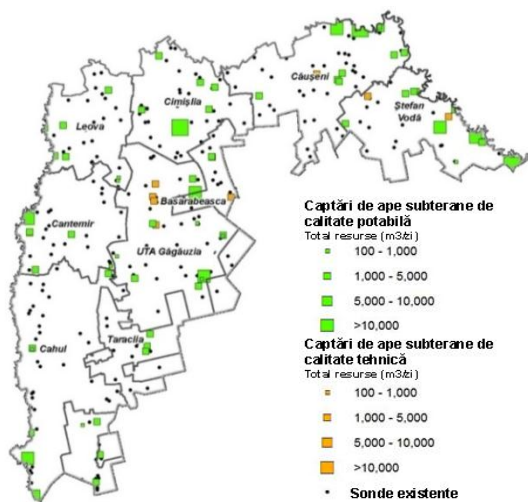 Căușeni
Cimișlia
Ștefan
Vodă
Leova
Basarabeasca
Cantemir
UTA Găgăuzia
Taraclia
Cahul
Captări de ape subterane de
calitate potabilă
Total resurse (m3/zi)
100 - 1,000
1,000 - 5,000
5,000 - 10,000
>10,000
Captări de ape subterane de
calitate tehnică
Total resurse (m3/zi)
100 - 1,000
1,000 - 5,000
5,000 - 10,000
>10,000
Sonde existente